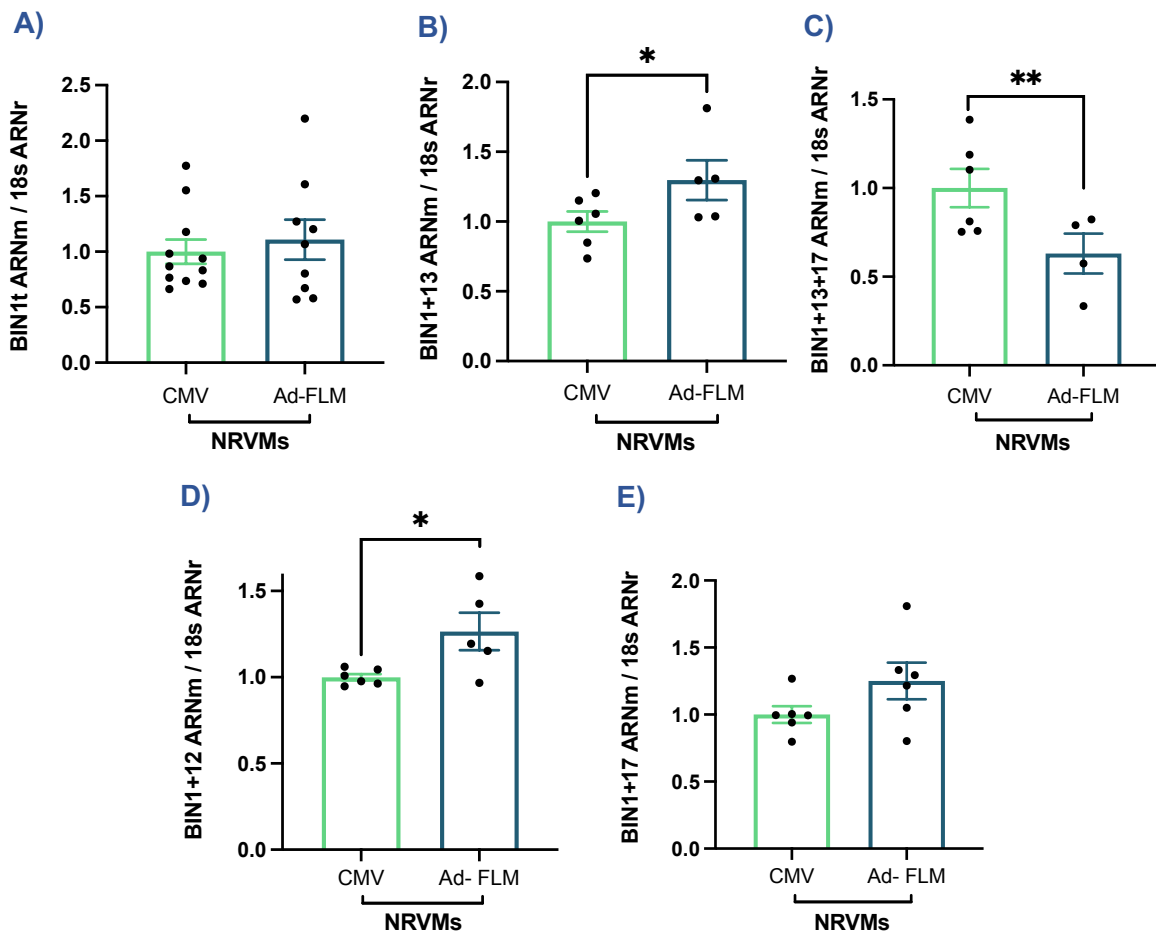 A)
BIN1t ARNm / 18s ARNr
2.5
2.0
1.5
1.0
0.5
0.0
CMV
Ad-FLM
NRVMs
B)
BIN1+13 ARNm / 18s ARNr
*
2.0
1.5
1.0
0.5
0.0
CMV
Ad-FLM
NRVMs
C)
BIN1+13+17 ARNm / 18s ARNr
**
1.5
1.0
0.5
0.0
CMV
Ad-FLM
NRVMs
D)
BIN1+12 ARNm / 18s ARNr
*
1.5
1.0
0.5
0.0
CMV
Ad- FLM
NRVMs
E)
BIN1+17 ARNm / 18s ARNr
2.0
1.5
1.0
0.5
0.0
CMV
Ad- FLM
NRVMs